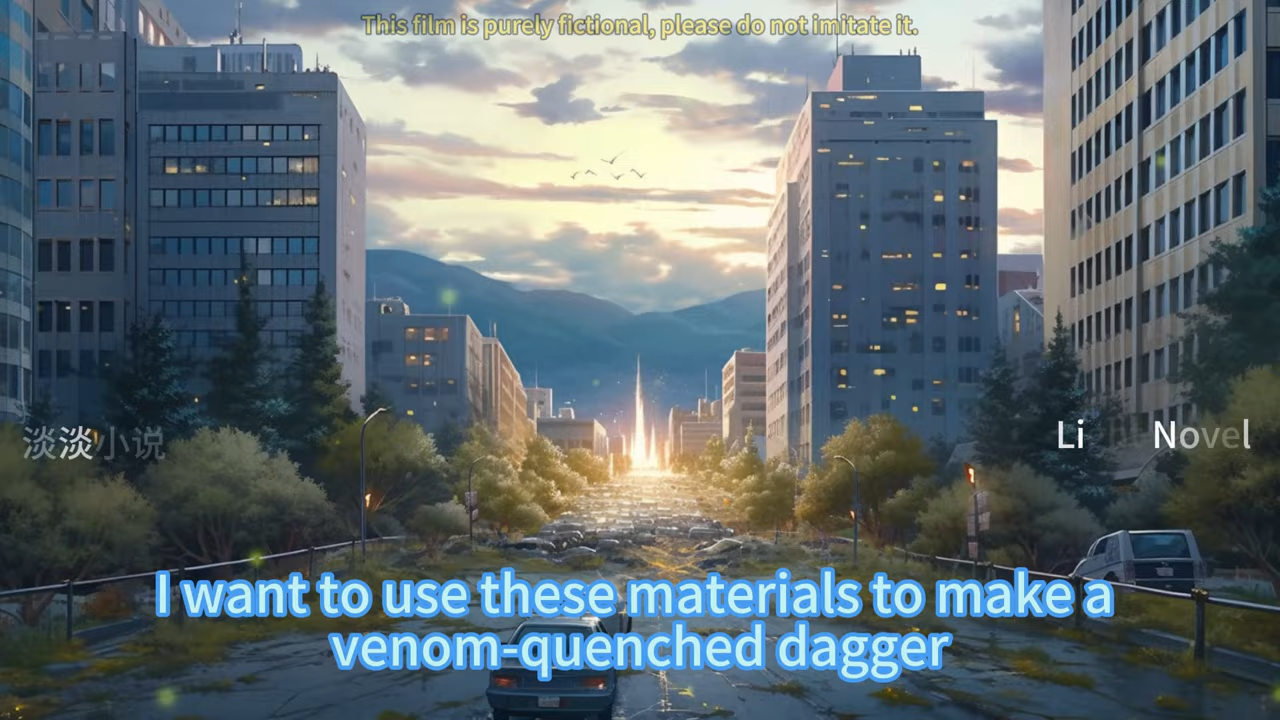 This film is purely fictional, please do not imitate it.
淡淡小说
Li Novel
I want to use these materials to make a
venom-quenched dagger